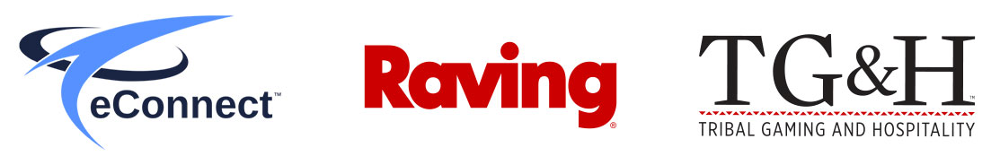 eConnect™
Raving®
TG&H™
TRIBAL GAMING AND HOSPITALITY